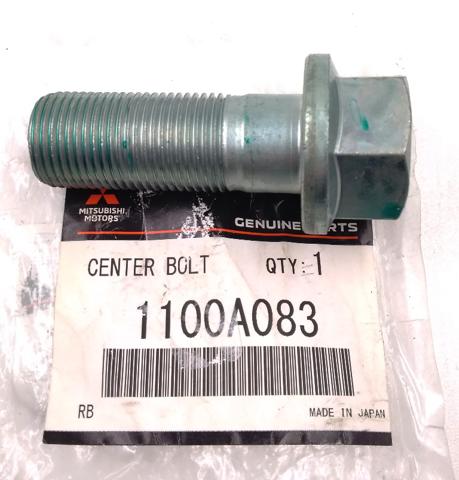 MITSUBISHI
MOTORS
GENUINE PARTS
CENTER BOLT QTY: 1
1100A083
RB MADE IN JAPAN